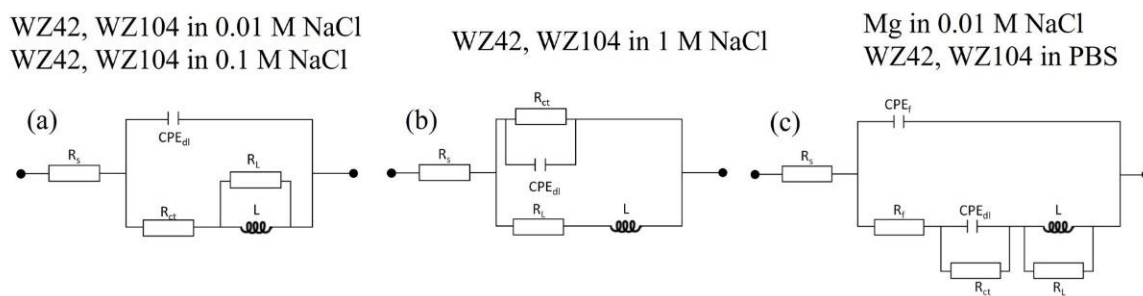 WZ42, WZ104 in 0.01 M NaCl
WZ42, WZ104 in 0.1 M NaCl
WZ42, WZ104 in 1 M NaCl
Mg in 0.01 M NaCl
WZ42, WZ104 in PBS
(a)
CPEdl
Rs
RL
Rct
L
(b)
Rct
Rs
CPEdl
RL
L
(c)
CPEf
Rs
Rf
CPEdl
L
Rct
RL